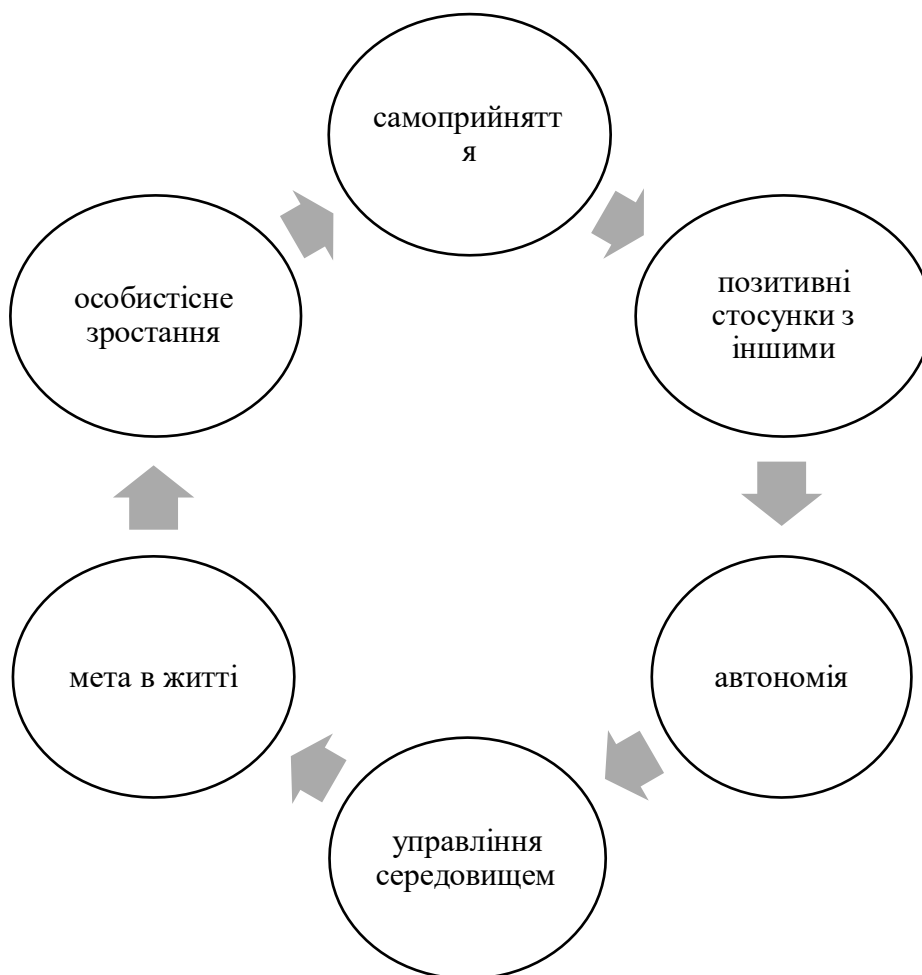 самоприйнятт
я
позитивні
стосунки з
іншими
автономія
управління
середовищем
мета в житті
особистісне
зростання